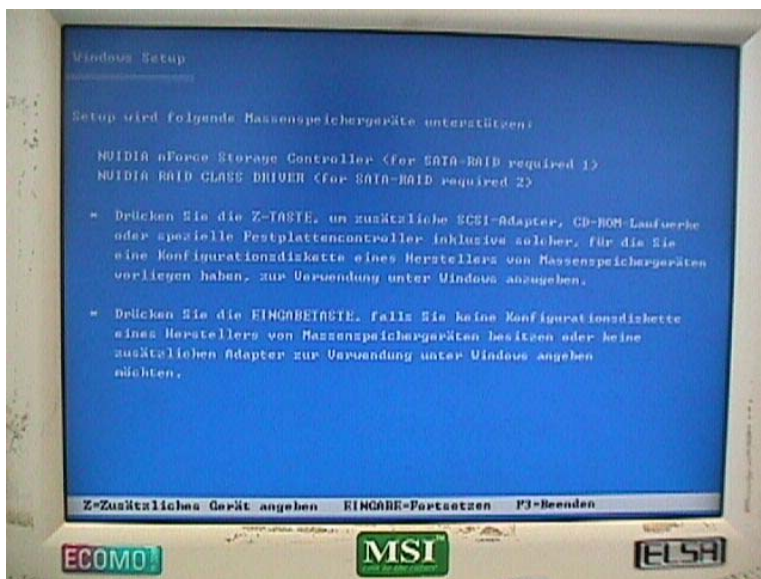 Windows Setup
Setup wird folgende Massenspeichergeräte unterstützen:
NVIDIA nForce Storage Controller (for SATA-RAID required 1)
NVIDIA RAID CLASS DRIVER (for SATA-RAID required 2)
* Drücken Sie die Z-TASTE, um zusätzliche SCSI-Adapter, CD-ROM-Laufwerke
oder spezielle Festplattencontroller inklusive solcher, für die Sie
eine Konfigurationsdiskette eines Herstellers von Massenspeichergeräten
vorliegen haben, zur Verwendung unter Windows anzugeben.
* Drücken Sie die EINGABETASTE, falls Sie keine Konfigurationsdiskette
eines Herstellers von Massenspeichergeräten besitzen oder keine
zusätzlichen Adapter zur Verwendung unter Windows angeben
möchten.
Z=Zusätzliches Gerät angeben EINGABE=Fortsetzen F3=Beenden
ECOMO
MSI
ELSA